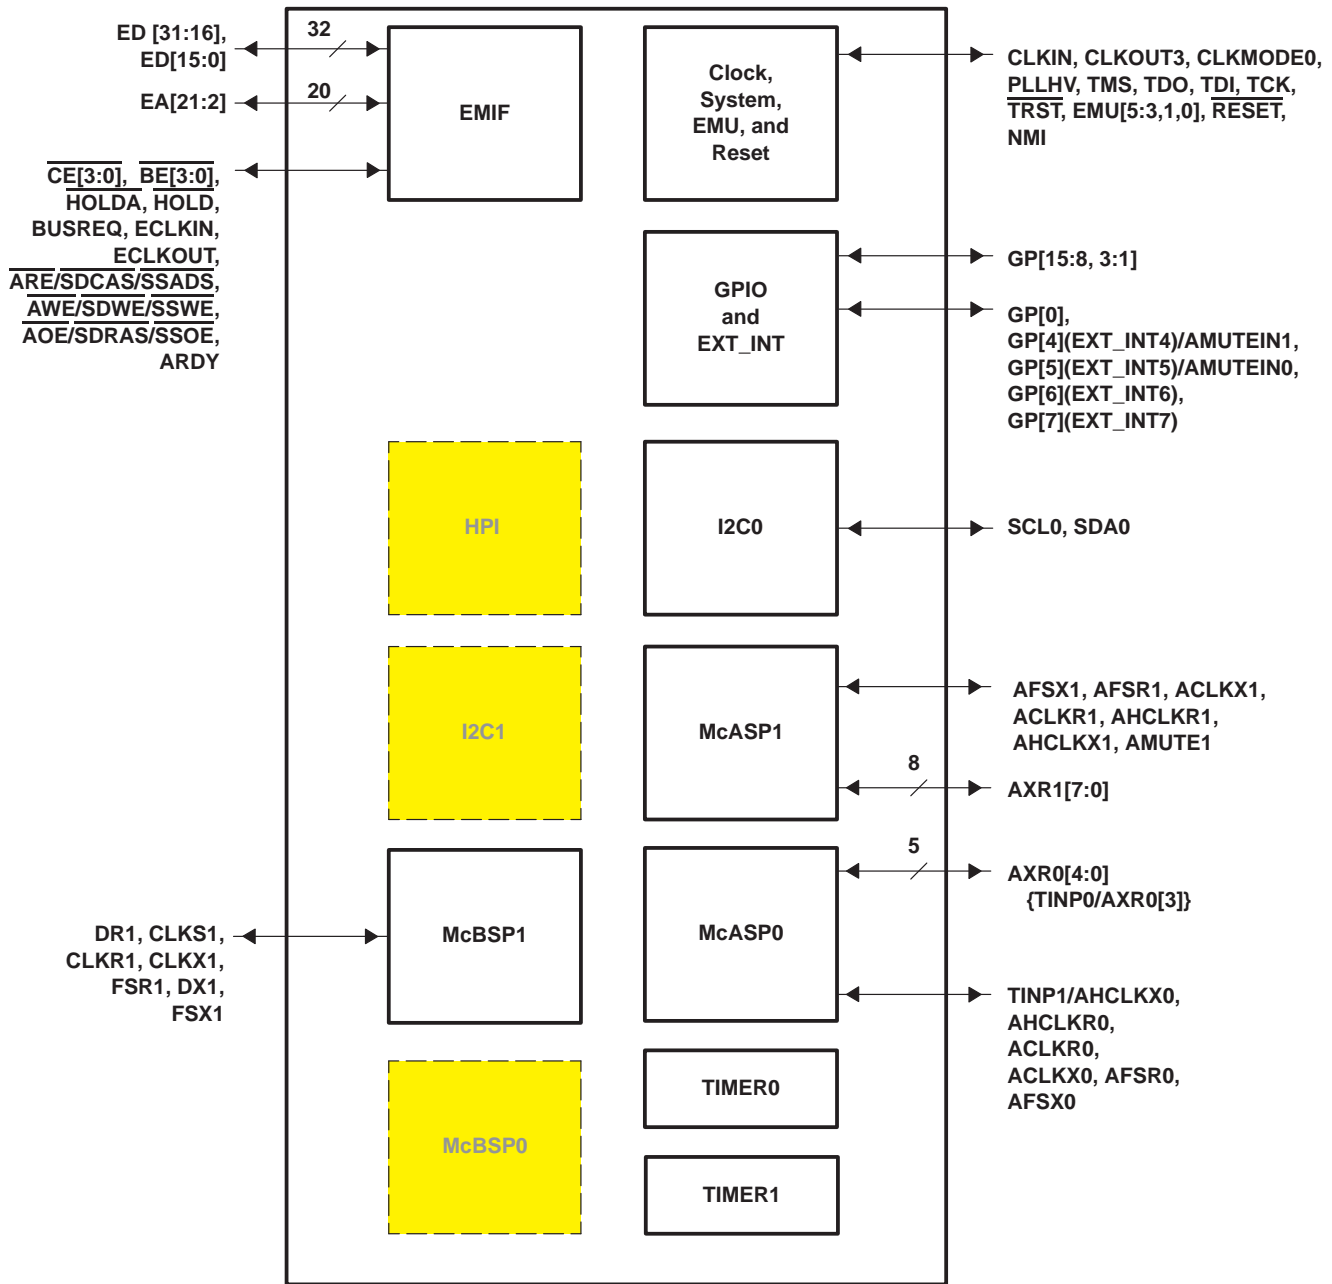 ED [31:16],
ED[15:0]
32
EA[21:2]
20
CE[3:0], BE[3:0],
HOLDA, HOLD,
BUSREQ, ECLKIN,
ECLKOUT,
ARE/SDCAS/SSADS,
AWE/SDWE/SSWE,
AOE/SDRAS/SSOE,
ARDY
EMIF
Clock,
System,
EMU, and
Reset
CLKIN, CLKOUT3, CLKMODE0,
PLLHV, TMS, TDO, TDI, TCK,
TRST, EMU[5:3,1,0], RESET,
NMI
GPIO
and
EXT_INT
GP[15:8, 3:1]
GP[0],
GP[4](EXT_INT4)/AMUTEIN1,
GP[5](EXT_INT5)/AMUTEIN0,
GP[6](EXT_INT6),
GP[7](EXT_INT7)
HPI
I2C0
SCL0, SDA0
I2C1
McASP1
AFSX1, AFSR1, ACLKX1,
ACLKR1, AHCLKR1,
AHCLKX1, AMUTE1
8
AXR1[7:0]
DR1, CLKS1,
CLKR1, CLKX1,
FSR1, DX1,
FSX1
McBSP1
McASP0
5
AXR0[4:0]
{TINP0/AXR0[3]}
TINP1/AHCLKX0,
AHCLKR0,
ACLKR0,
ACLKX0, AFSR0,
AFSX0
McBSP0
TIMER0
TIMER1